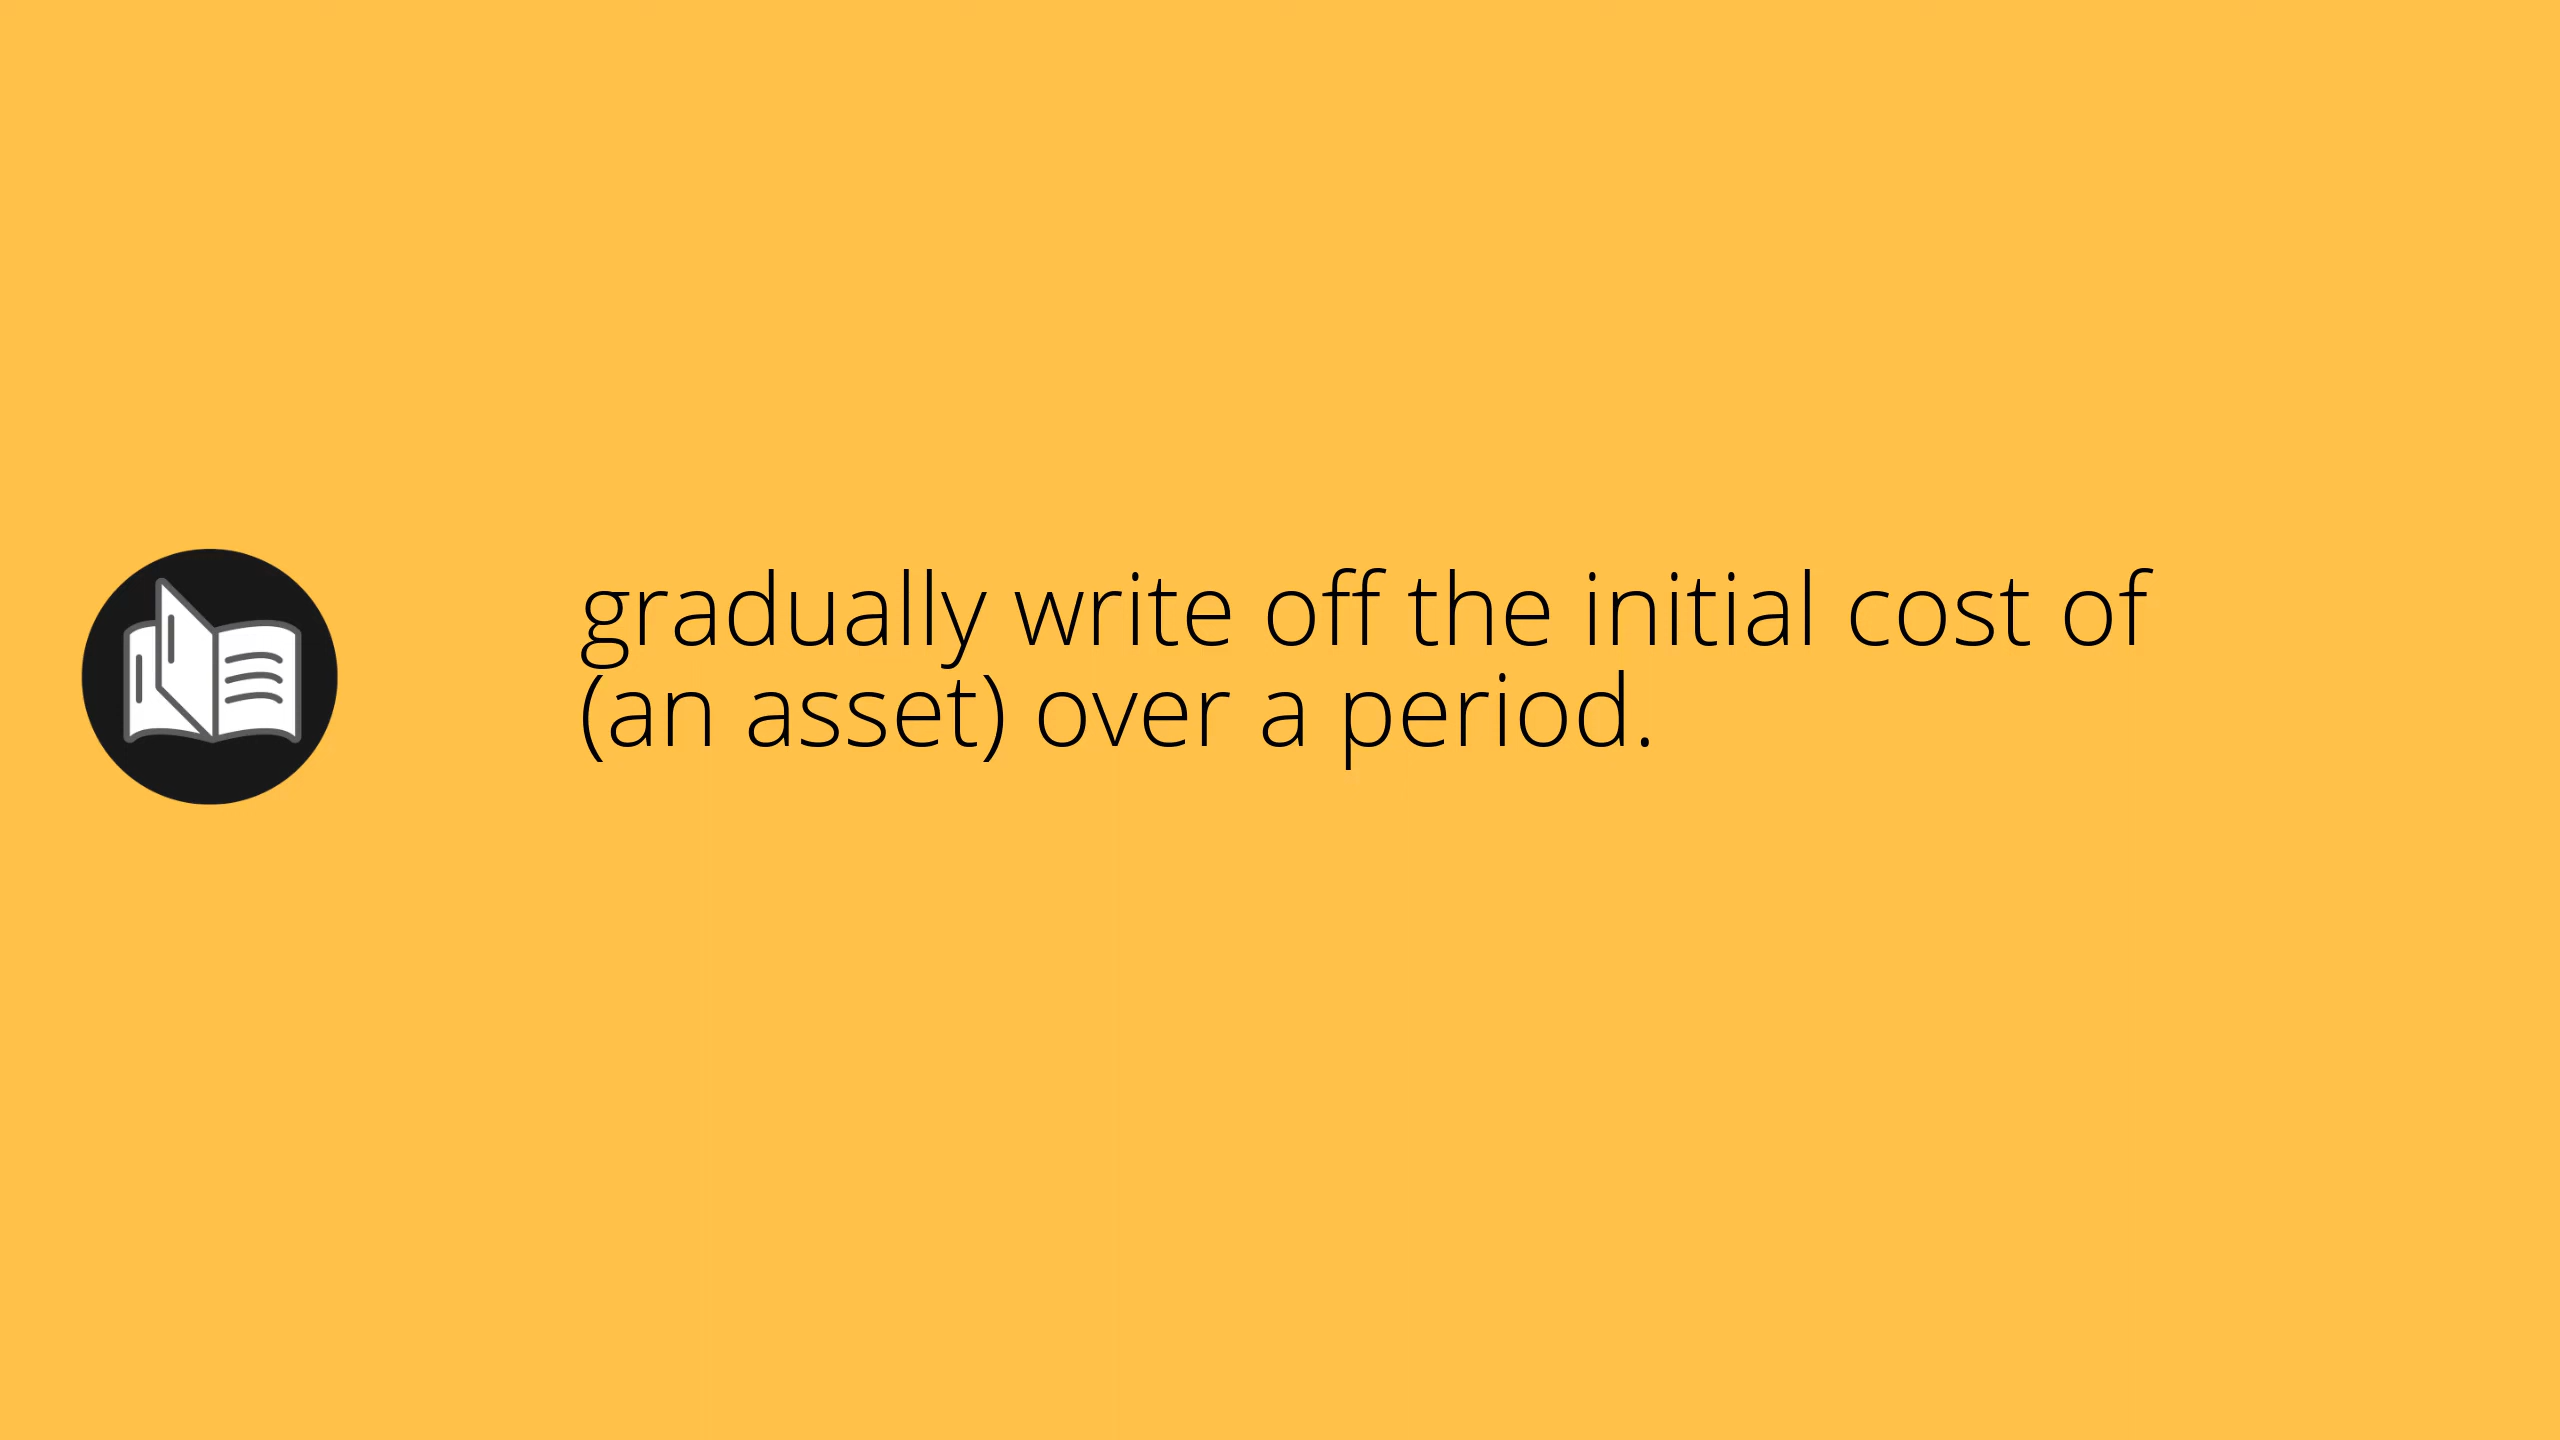 gradually write off the initial cost of
(an asset) over a period.